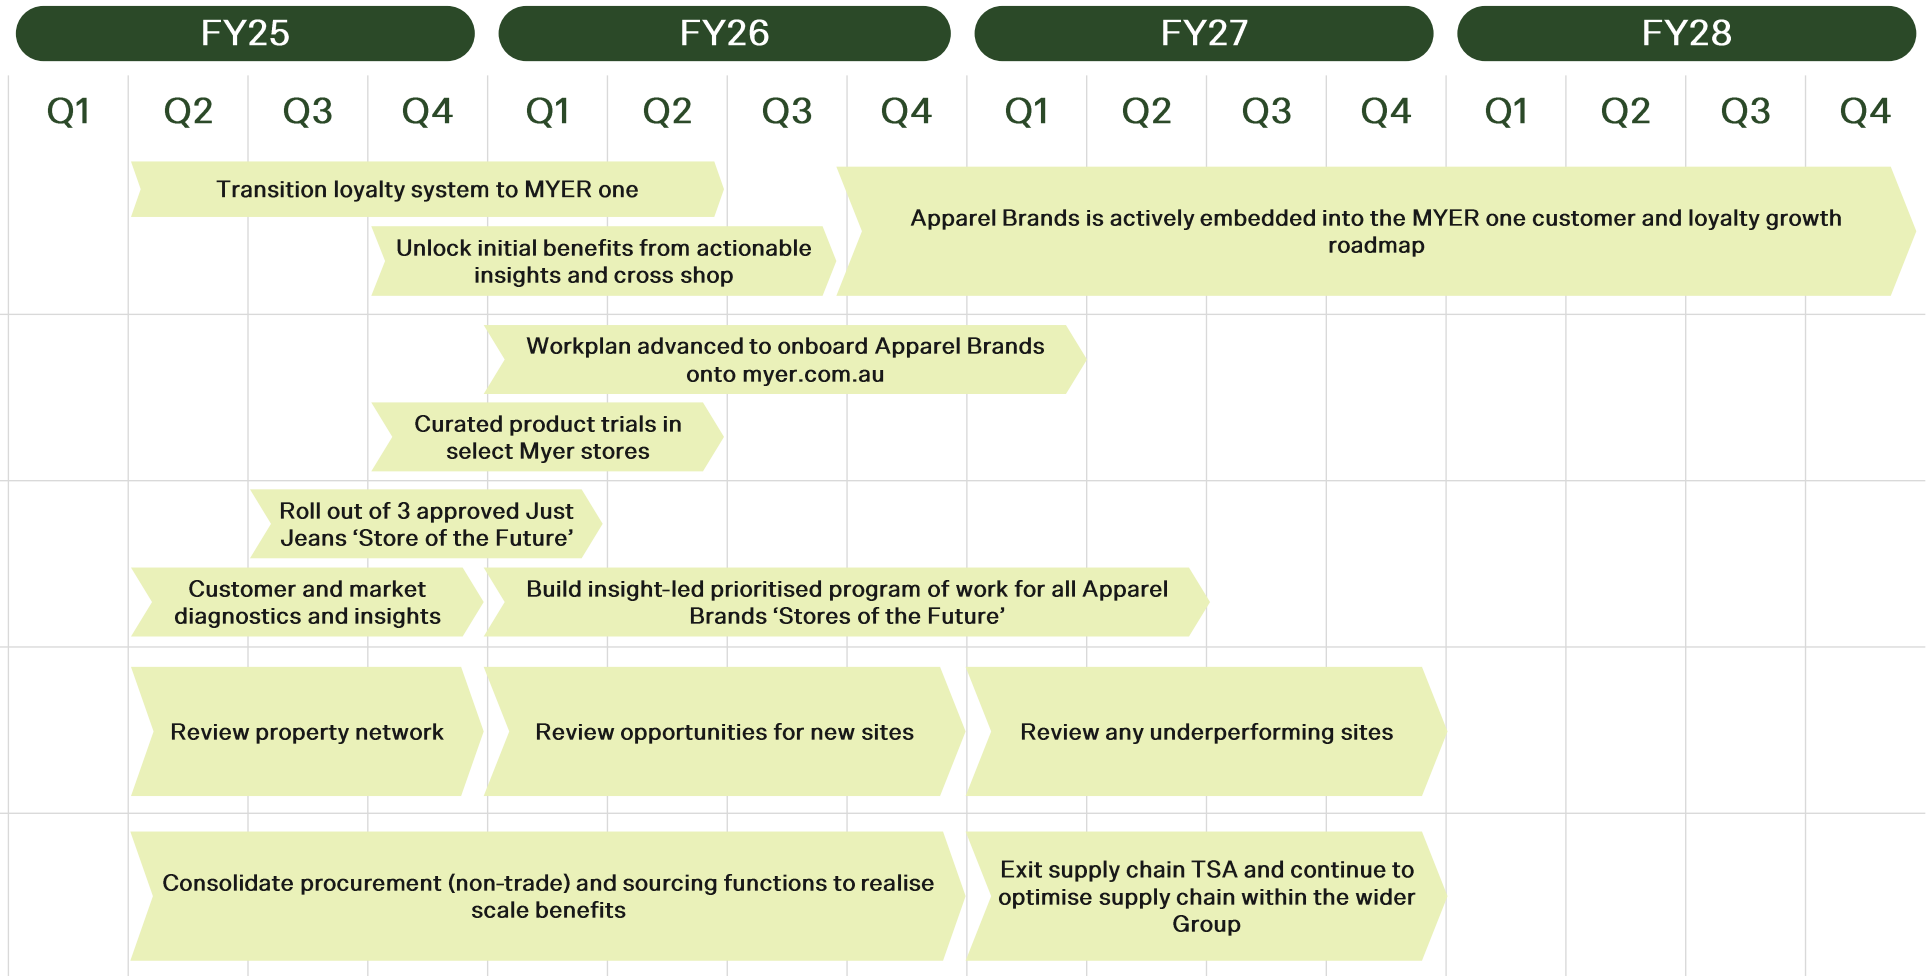 FY25 FY26 FY27 FY28
Q1 Q2 Q3 Q4 Q1 Q2 Q3 Q4 Q1 Q2 Q3 Q4 Q1 Q2 Q3 Q4
Transition loyalty system to MYER one
Unlock initial benefits from actionable
insights and cross shop
Apparel Brands is actively embedded into the MYER one customer and loyalty growth
roadmap
Workplan advanced to onboard Apparel Brands
onto myer.com.au
Curated product trials in
select Myer stores
Roll out of 3 approved Just
Jeans ‘Store of the Future’
Customer and market
diagnostics and insights
Build insight-led prioritised program of work for all Apparel
Brands ‘Stores of the Future’
Review property network
Review opportunities for new sites
Review any underperforming sites
Consolidate procurement (non-trade) and sourcing functions to realise
scale benefits
Exit supply chain TSA and continue to
optimise supply chain within the wider
Group